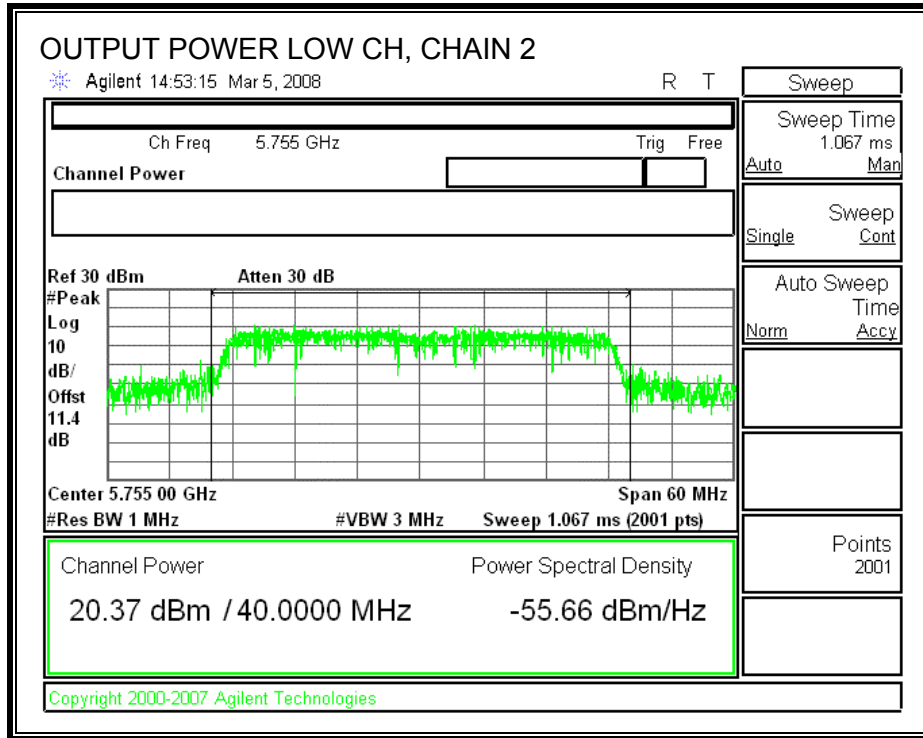 OUTPUT POWER LOW CH, CHAIN 2
Agilent 14:53:15 Mar 5, 2008 R T
Ch Freq 5.755 GHz Trig Free
Channel Power
Ref 30 dBm Atten 30 dB
#Peak
Log
10
dB/
Offst
11.4
dB
Center 5.755 00 GHz Span 60 MHz
#Res BW 1 MHz #VBW 3 MHz Sweep 1.067 ms (2001 pts)
Channel Power Power Spectral Density
20.37 dBm / 40.0000 MHz -55.66 dBm/Hz
Copyright 2000-2007 Agilent Technologies
Sweep
Sweep Time
1.067 ms
Auto Man
Sweep
Single Cont
Auto Sweep
Time
Norm Accy
Points
2001